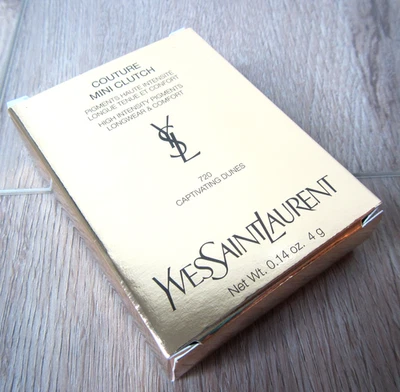 COUTURE
MINI CLUTCH
PIGMENTS HAUTE INTENSITÉ
LONGUE TENUE ET CONFORT
HIGH INTENSITY PIGMENTS
LONGWEAR & COMFORT
YSL
720
CAPTIVATING DUNES
YVESSAINTLAURENT
Net Wt. 0.14 oz. 4 g